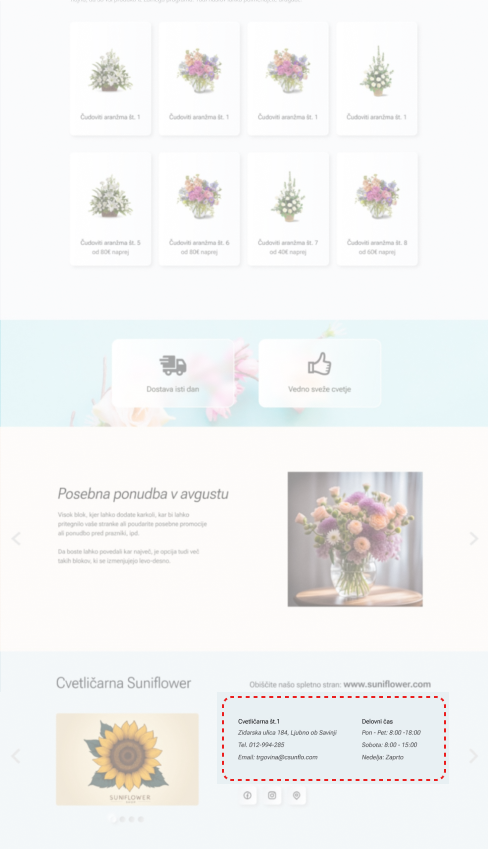 Čudoviti aranžma št. 1
Čudoviti aranžma št. 1
Čudoviti aranžma št. 1
Čudoviti aranžma št. 1
Čudoviti aranžma št. 5
od 60€ naprej
Čudoviti aranžma št. 6
od 80€ naprej
Čudoviti aranžma št. 7
od 40€ naprej
Čudoviti aranžma št. 8
od 60€ naprej
Dostava isti dan
Vedno sveže cvetje
Posebna ponudba v avgustu
Vlsok blok, kjer lahko dodate karkoli, kar bi lahko
pritegnilo vaše stranke ali poudarite posebne promocije
ali ponudbo pred prazniki, ipd.
Da boste lahko povedali kar največ, je opcija tudi več
takih blokov, ki se izmenjujejo levo-desno.
Cvetličarna Suniflower
Obiščite našo spletno stran: www.suniflower.com
Cvetličarna št.1
Zidarska ulica 184, Ljubno ob Savinji
Tel. 012-994-285
Email: trgovina@csunflo.com
Delovni čas
Pon - Pet: 8:00 -18:00
Sobota: 8:00 - 15:00
Nedelja: Zaprto
SUNFLOWER